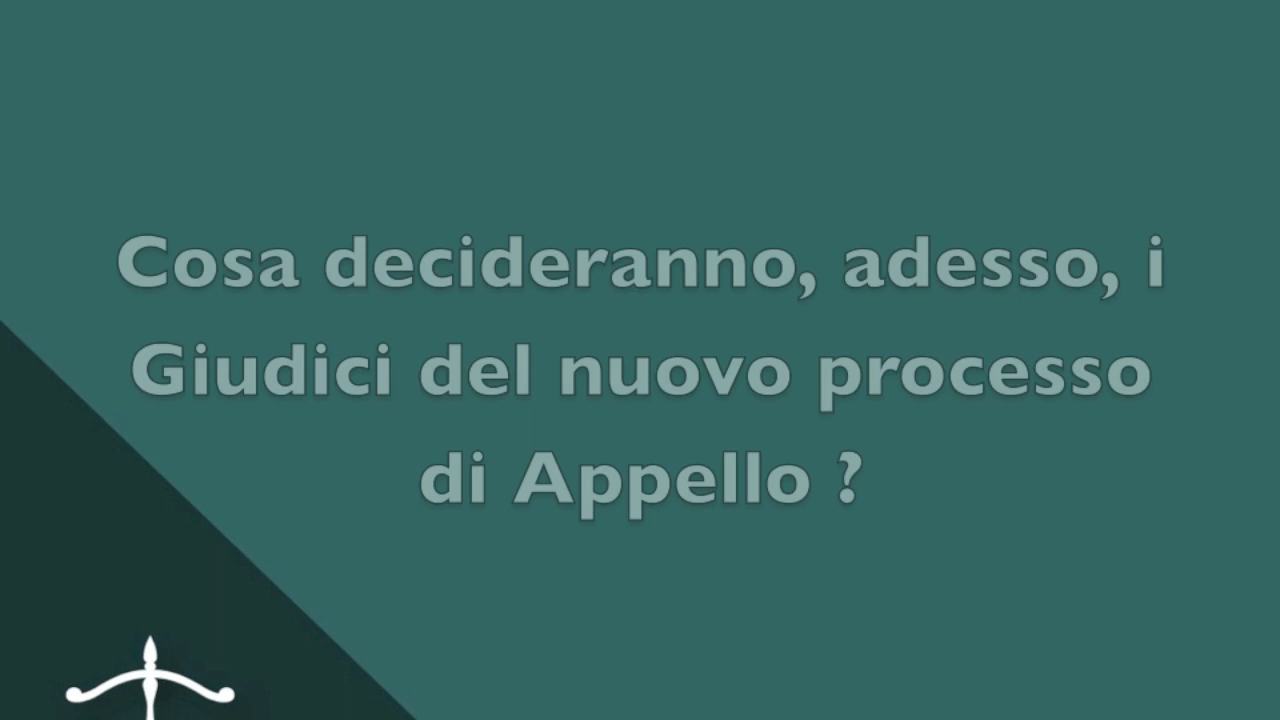 Cosa decideranno, adesso, i
Giudici del nuovo processo
di Appello ?